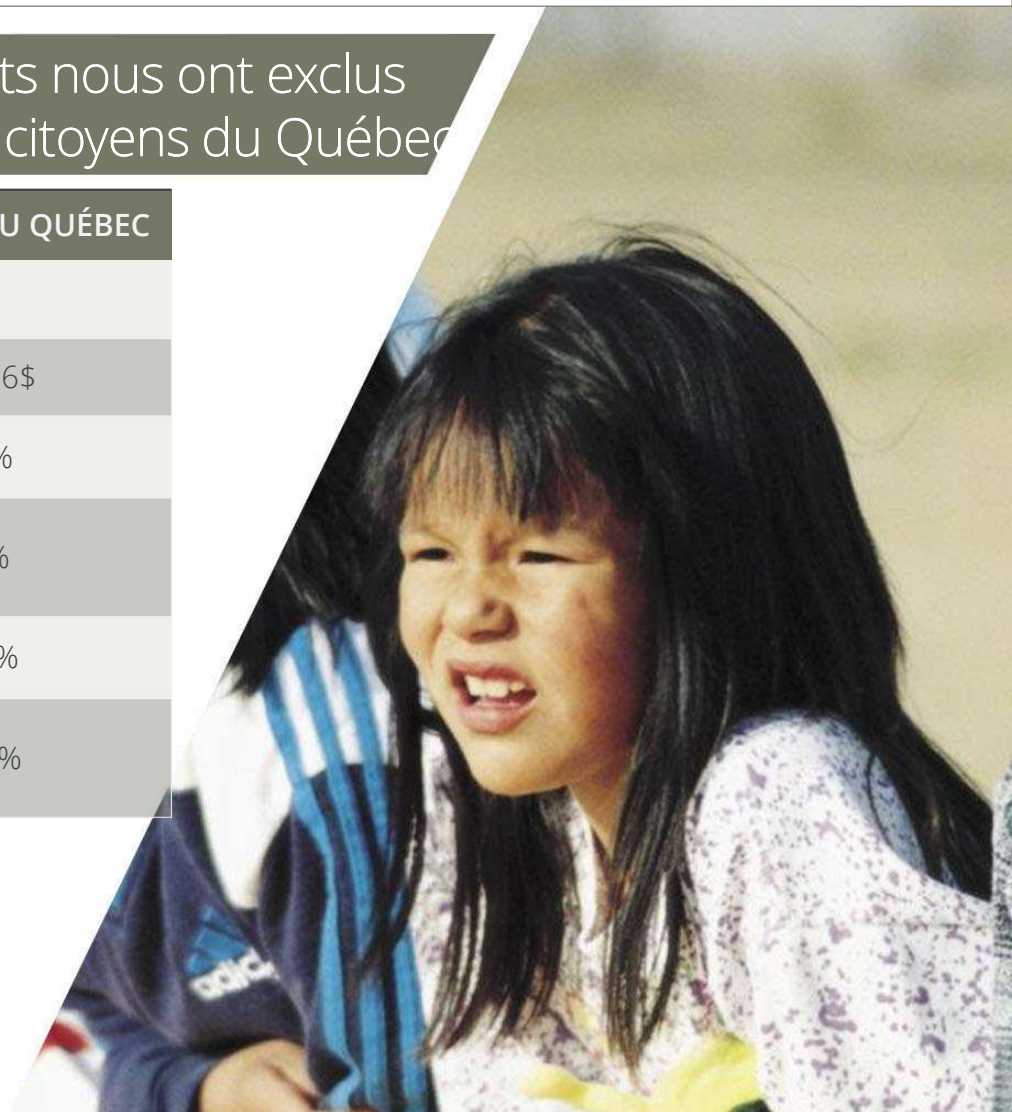 ts nous ont exclus
citoyens du Québec
U QUÉBEC
6$
%
%
%
%
adidas